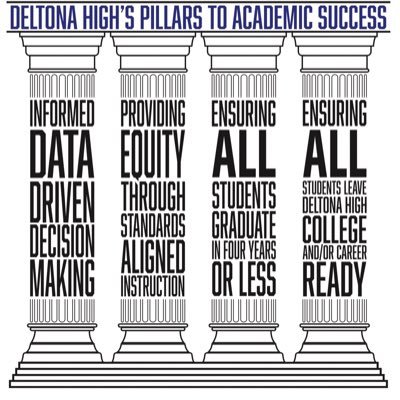 DELTONA HIGH'S PILLARS TO ACADEMIC SUCCESS
INFORMED
DATA
DRIVEN
DECISION
MAKING
PROVIDING
EQUITY
THROUGH
STANDARDS
ALIGNED
INSTRUCTION
ENSURING
ALL
STUDENTS
GRADUATE
IN FOUR YEARS
OR LESS
ENSURING
ALL
STUDENTS LEAVE
DELTONA HIGH
COLLEGE
AND/OR CAREER
READY